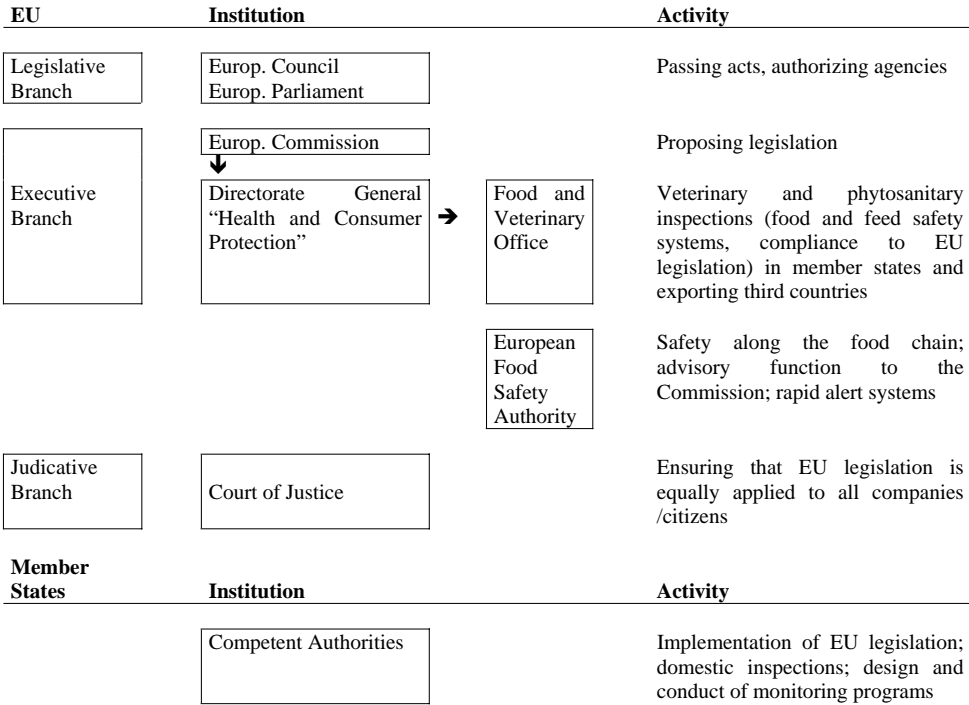 EU Institution Activity
Legislative Branch
Europ. Council
Europ. Parliament
Passing acts, authorizing agencies
Executive Branch
Europ. Commission
Proposing legislation
Directorate General
“Health and Consumer
Protection”
Food and
Veterinary
Office
Veterinary and phytosanitary
inspections (food and feed safety
systems, compliance to EU
legislation) in member states and
exporting third countries
European
Food
Safety
Authority
Safety along the food chain;
advisory function to the
Commission; rapid alert systems
Judicative
Branch
Court of Justice
Ensuring that EU legislation is
equally applied to all companies
/citizens
Member
States Institution Activity
Competent Authorities
Implementation of EU legislation;
domestic inspections; design and
conduct of monitoring programs